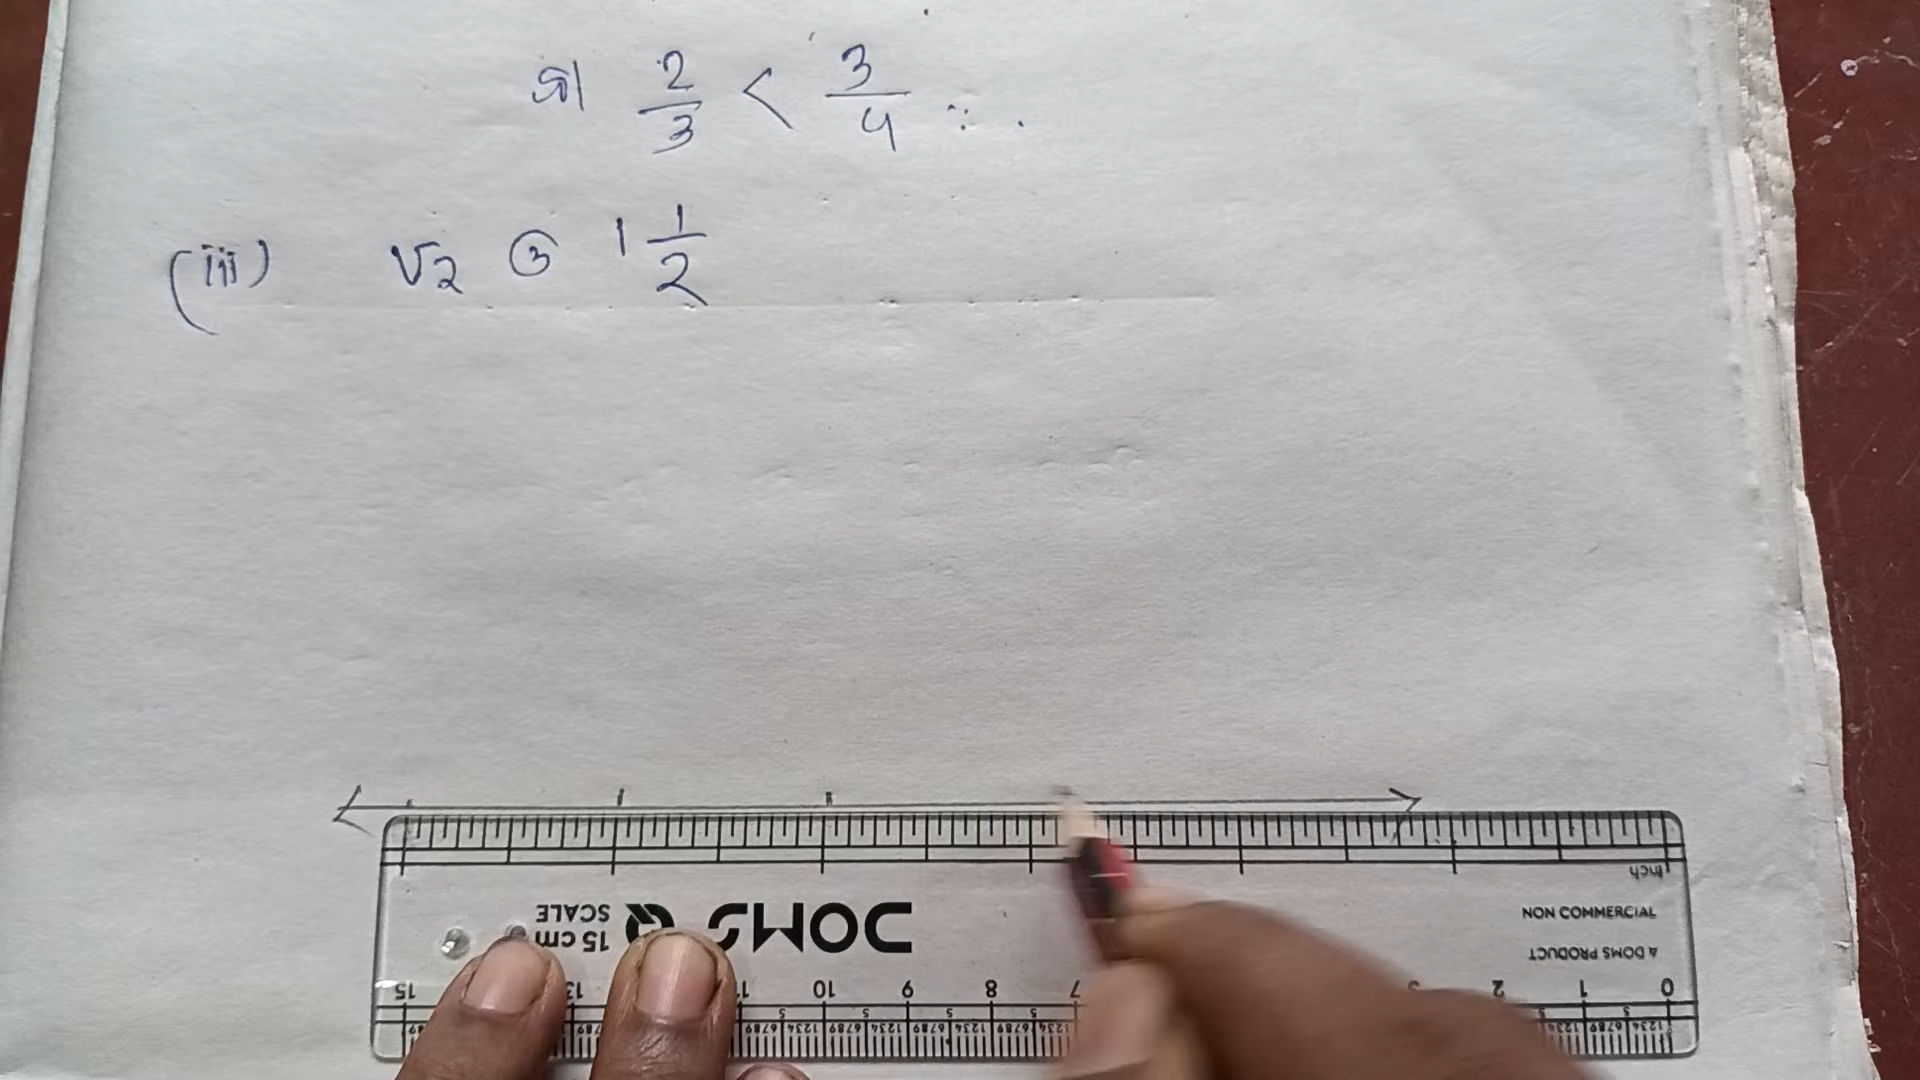 ବା 2/3 < 3/4
(iii) √2 ଓ 1 1/2
Inch
SCALE
15 cm
DOMS
NON COMMERCIAL
A DOMS PRODUCT
15 13 10 9 8 7 2 1 0